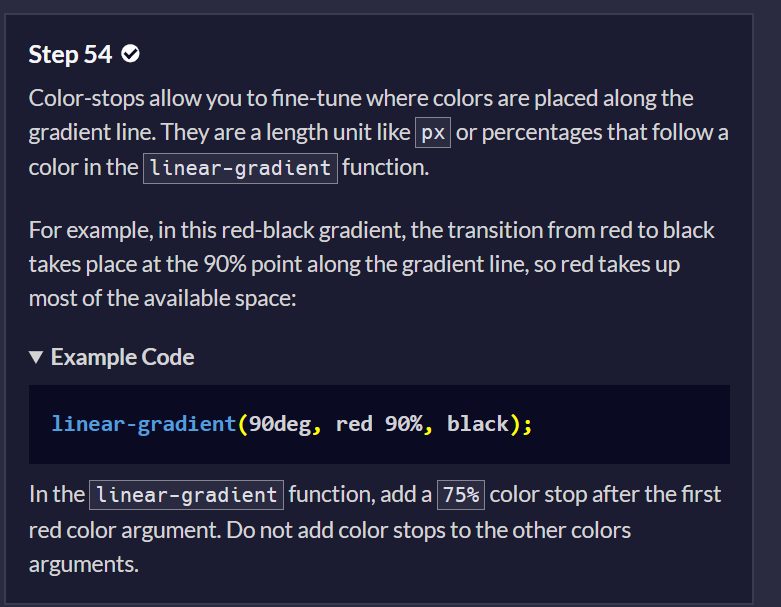 Step 54
Color-stops allow you to fine-tune where colors are placed along the
gradient line. They are a length unit like px or percentages that follow a
color in the linear-gradient function.
For example, in this red-black gradient, the transition from red to black
takes place at the 90% point along the gradient line, so red takes up
most of the available space:
▼ Example Code
linear-gradient(90deg, red 90%, black);
In the linear-gradient function, add a 75% color stop after the first
red color argument. Do not add color stops to the other colors
arguments.